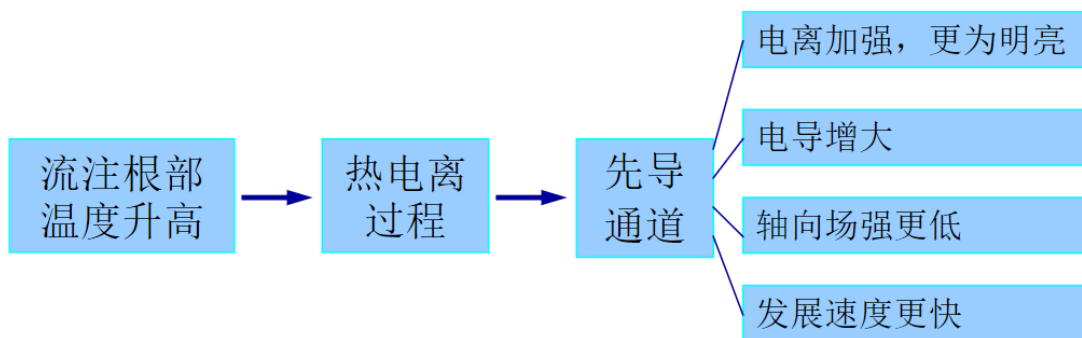 流注根部
温度升高
热电离
过程
先导
通道
电离加强，更为明亮
电导增大
轴向场强更低
发展速度更快